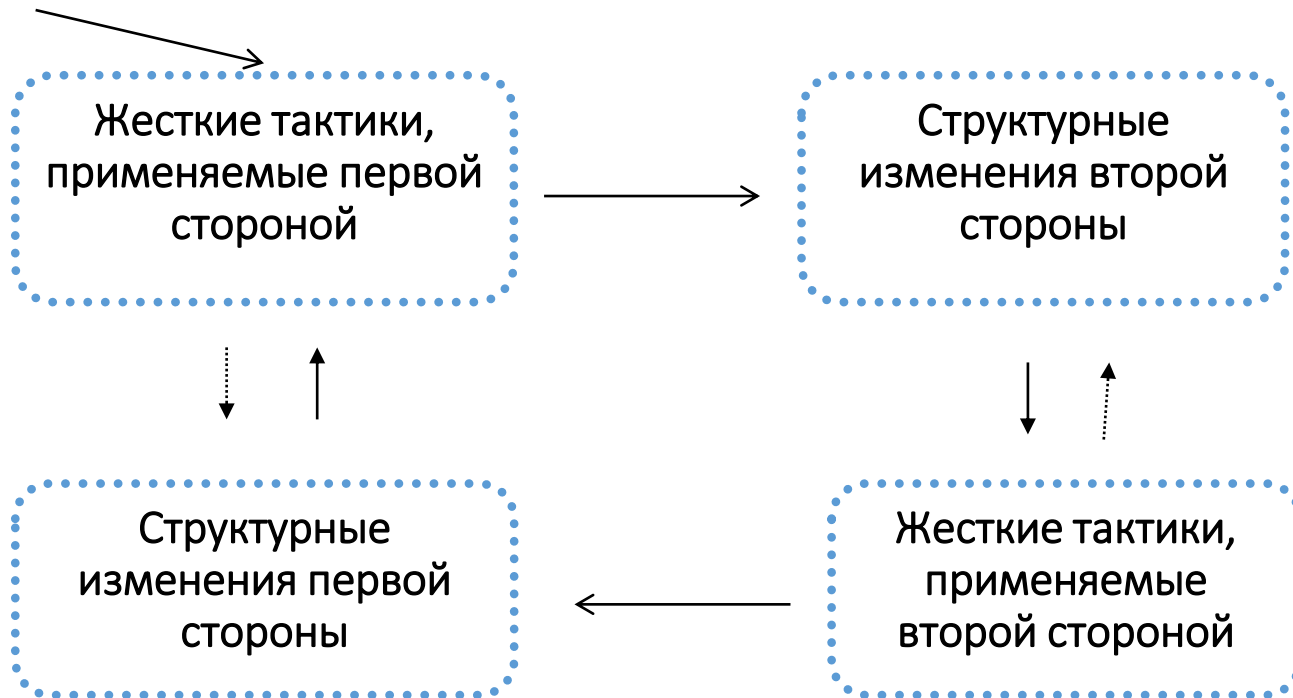 Жесткие тактики,
применяемые первой
стороной
Структурные
изменения второй
стороны
Структурные
изменения первой
стороны
Жесткие тактики,
применяемые
второй стороной